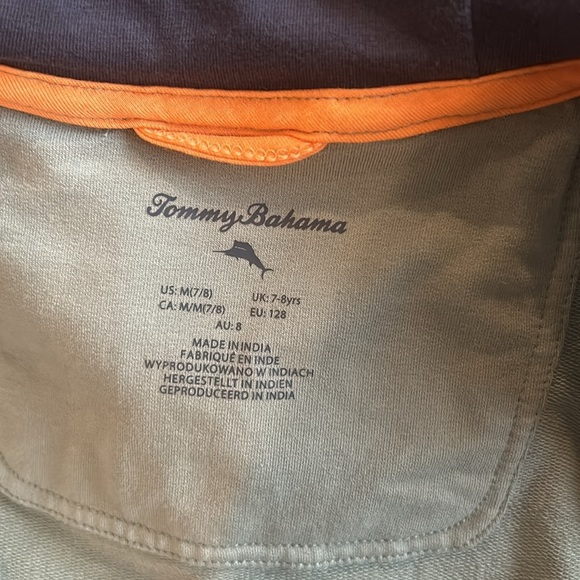 Tommy Bahama
US: M(7/8) UK: 7-8yrs
CA: M/M(7/8) EU: 128
AU: 8
MADE IN INDIA
FABRIQUÉ EN INDE
WYPRODUKOWANO W INDIACH
HERGESTELLT IN INDIEN
GEPRODUCEERD IN INDIA